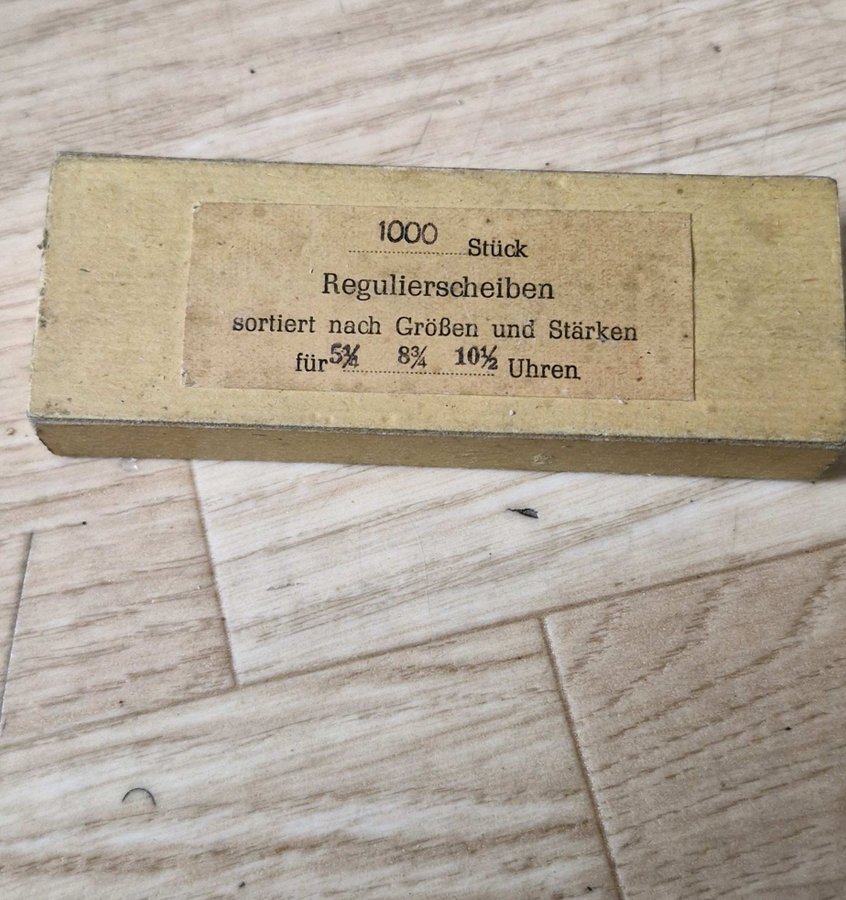 1000 Stück
Regulierscheiben
sortiert nach Größen und Stärken
für 5¼ 8¾ 10½ Uhren